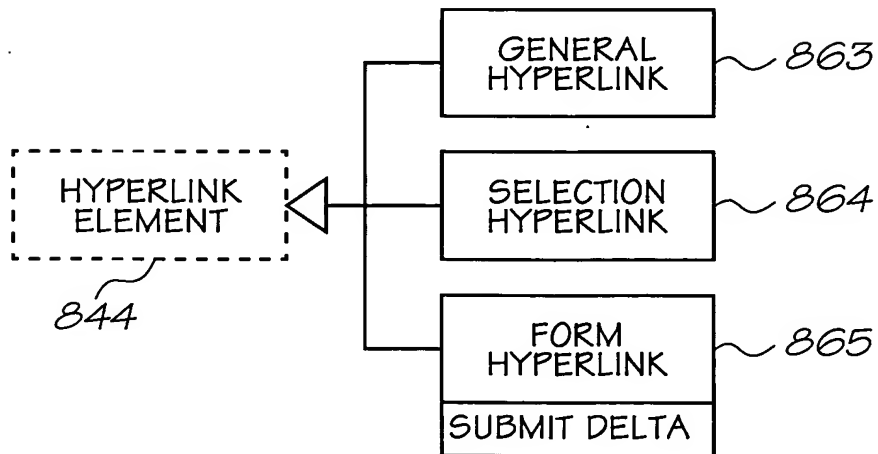 GENERAL
HYPERLINK
863
HYPERLINK
ELEMENT
844
SELECTION
HYPERLINK
864
FORM
HYPERLINK
865
SUBMIT DELTA